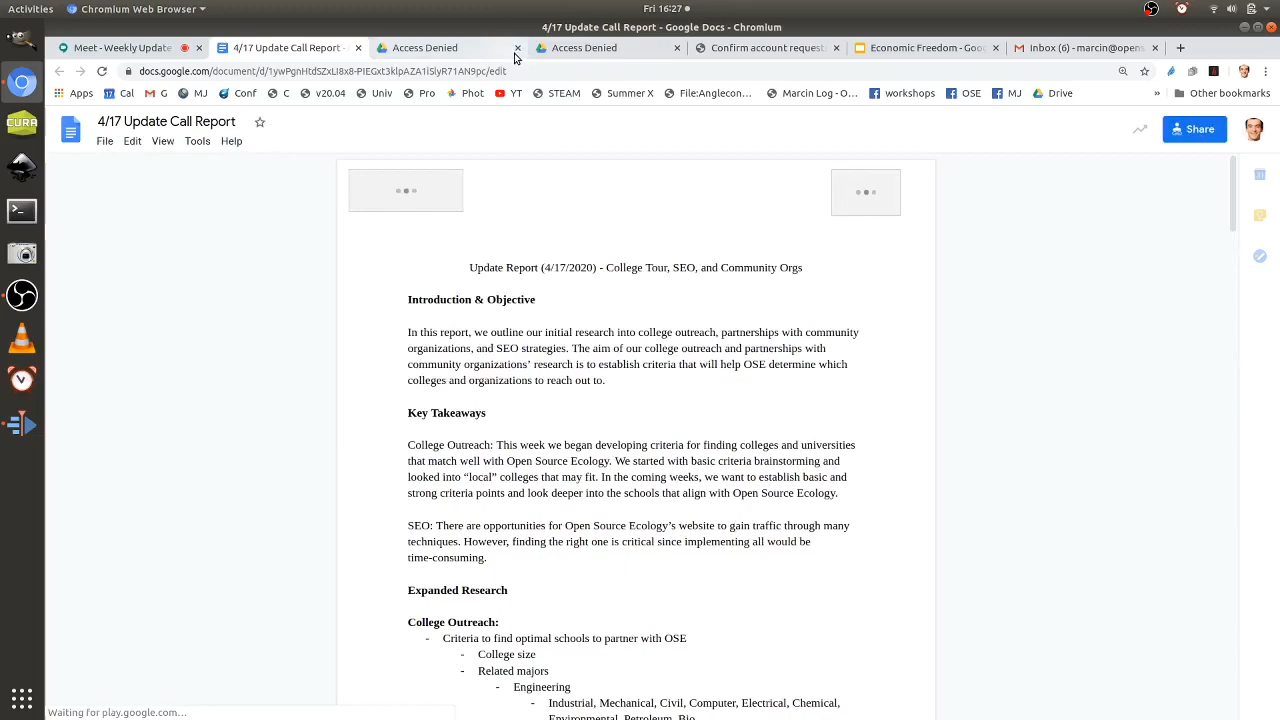 Activities Chromium Web Browser Fri 16:27
4/17 Update Call Report - Google Docs - Chromium
Meet - Weekly Update 4/17 Update Call Report - Access Denied Access Denied Confirm account request Economic Freedom - Goo Inbox (6) - marcin@opens
docs.google.com/document/d/1ywPgnHtdSZxLI8x8-PIEGxt3klpAZA1iSlyR71AN9pc/edit
Apps Cal G MJ Conf C v20.04 Univ Pro Phot YT STEAM Summer X File:Anglecon... Marcin Log - O... workshops OSE MJ Drive » Other bookmarks
4/17 Update Call Report
Share
File Edit View Tools Help
CURA
Update Report (4/17/2020) - College Tour, SEO, and Community Orgs
Introduction & Objective
In this report, we outline our initial research into college outreach, partnerships with community
organizations, and SEO strategies. The aim of our college outreach and partnerships with
community organizations’ research is to establish criteria that will help OSE determine which
colleges and organizations to reach out to.
Key Takeaways
College Outreach: This week we began developing criteria for finding colleges and universities
that match well with Open Source Ecology. We started with basic criteria brainstorming and
looked into “local” colleges that may fit. In the coming weeks, we want to establish basic and
strong criteria points and look deeper into the schools that align with Open Source Ecology.
SEO: There are opportunities for Open Source Ecology’s website to gain traffic through many
techniques. However, finding the right one is critical since implementing all would be
time-consuming.
Expanded Research
College Outreach:
- Criteria to find optimal schools to partner with OSE
- College size
- Related majors
- Engineering
- Industrial, Mechanical, Civil, Computer, Electrical, Chemical,
Environmental, Petroleum, Bio
Waiting for play.google.com...